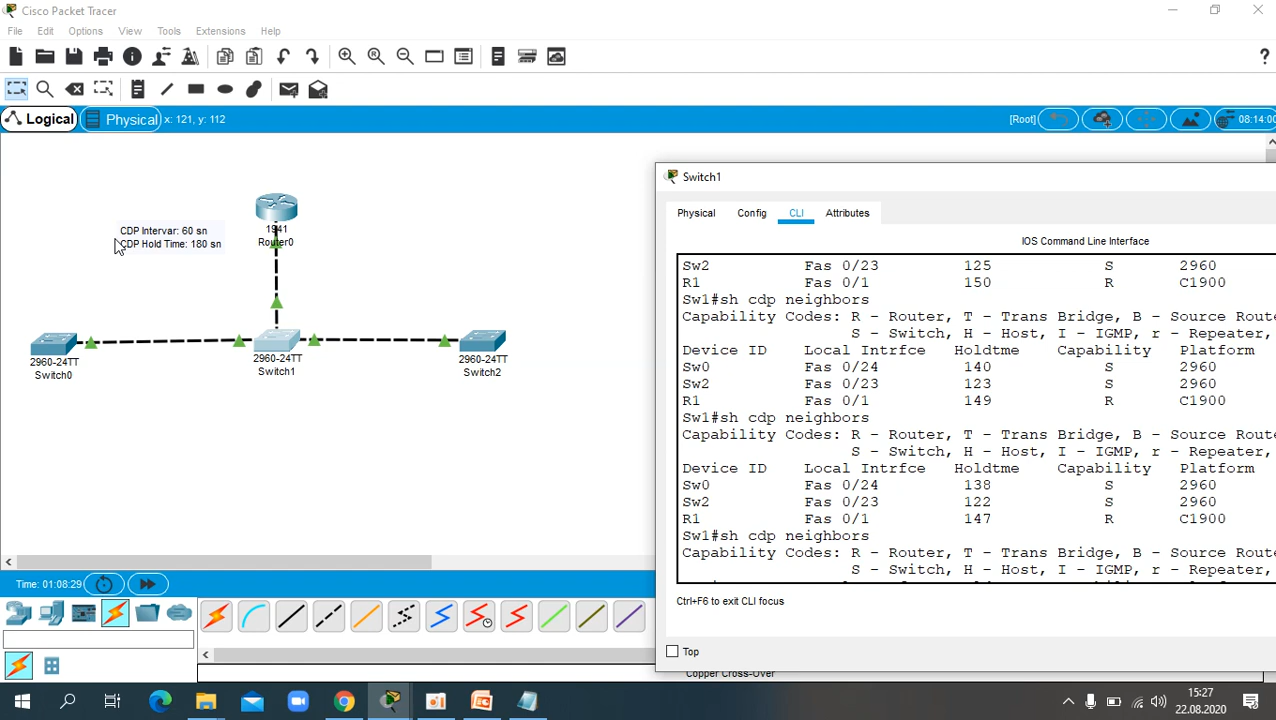 Cisco Packet Tracer
File Edit Options View Tools Extensions Help
?
Logical Physical x: 121, y: 112 [Root] 08:14:00
CDP Intervar: 60 sn
CDP Hold Time: 180 sn
1941
Router0
2960-24TT
Switch0
2960-24TT
Switch1
2960-24TT
Switch2
Time: 01:08:29
Switch1
Physical Config CLI Attributes
IOS Command Line Interface
Sw2 Fas 0/23 125 S 2960
R1 Fas 0/1 150 R C1900
Sw1#sh cdp neighbors
Capability Codes: R - Router, T - Trans Bridge, B - Source Route
S - Switch, H - Host, I - IGMP, r - Repeater,
Device ID Local Intrfce Holdtme Capability Platform
Sw0 Fas 0/24 140 S 2960
Sw2 Fas 0/23 123 S 2960
R1 Fas 0/1 149 R C1900
Sw1#sh cdp neighbors
Capability Codes: R - Router, T - Trans Bridge, B - Source Route
S - Switch, H - Host, I - IGMP, r - Repeater,
Device ID Local Intrfce Holdtme Capability Platform
Sw0 Fas 0/24 138 S 2960
Sw2 Fas 0/23 122 S 2960
R1 Fas 0/1 147 R C1900
Sw1#sh cdp neighbors
Capability Codes: R - Router, T - Trans Bridge, B - Source Route
S - Switch, H - Host, I - IGMP, r - Repeater,
Ctrl+F6 to exit CLI focus
Top
Copper Cross-Over
15:27
22.08.2020